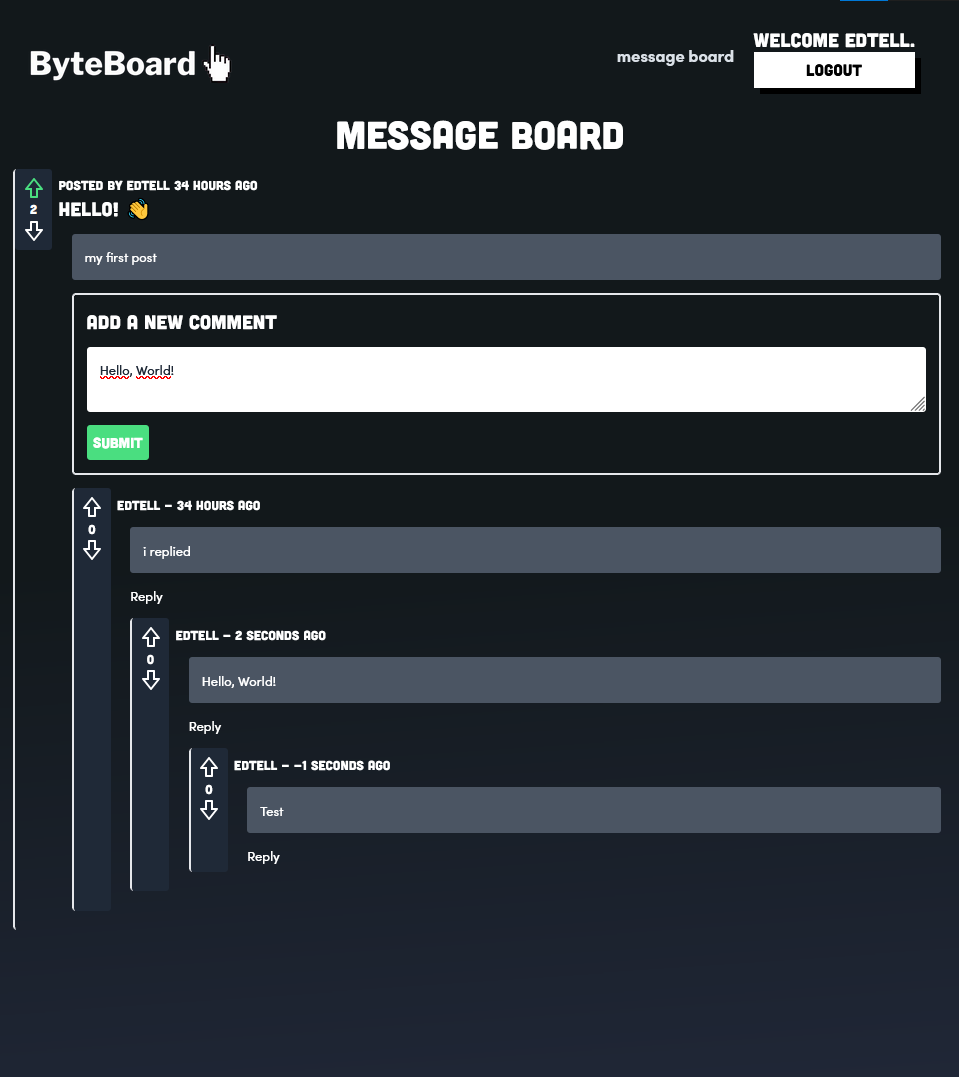 ByteBoard
message board
WELCOME EDTELL.
LOGOUT
MESSAGE BOARD
POSTED BY EDTELL 34 HOURS AGO
2
HELLO! 👋
my first post
ADD A NEW COMMENT
Hello, World!
SUBMIT
EDTELL - 34 HOURS AGO
0
i replied
Reply
EDTELL - 2 SECONDS AGO
0
Hello, World!
Reply
EDTELL - -1 SECONDS AGO
0
Test
Reply